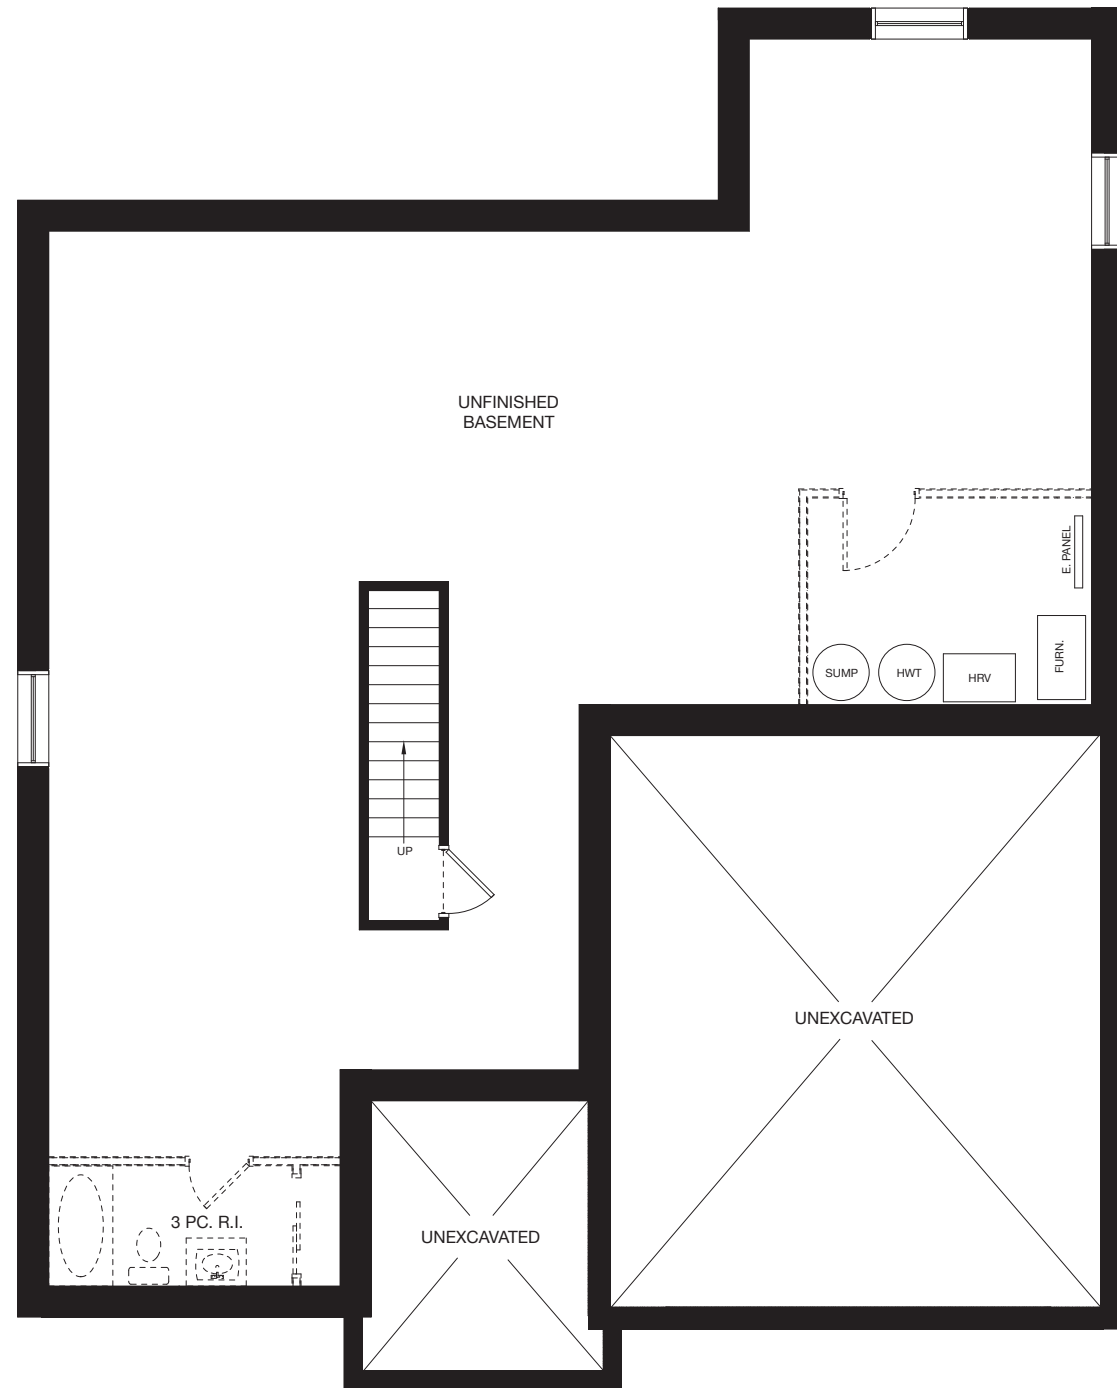 UNFINISHED
BASEMENT
E. PANEL
FURN.
SUMP
HWT
HRV
UP
UNEXCAVATED
3 PC. R.I.
UNEXCAVATED